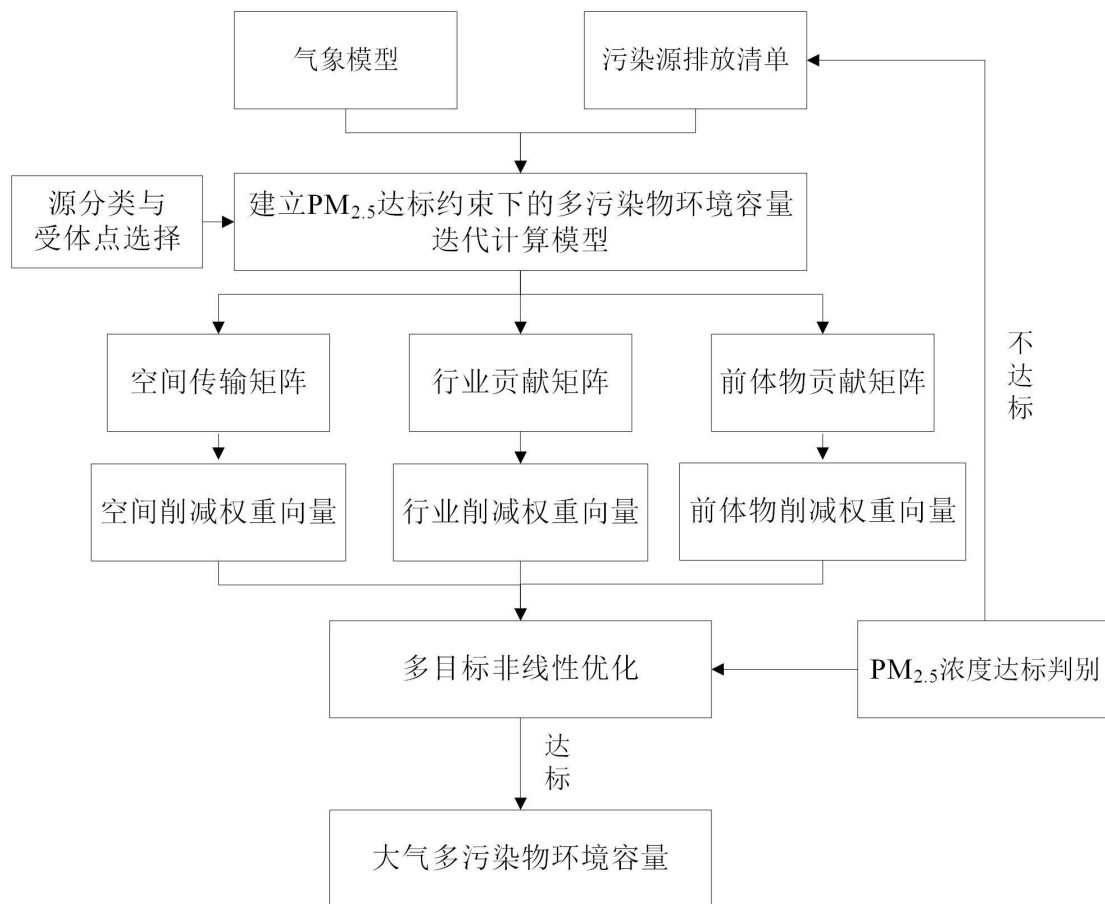 气象模型
污染源排放清单
源分类与
受体点选择
建立PM2.5达标约束下的多污染物环境容量
迭代计算模型
空间传输矩阵
行业贡献矩阵
前体物贡献矩阵
不
达
标
空间削减权重向量
行业削减权重向量
前体物削减权重向量
多目标非线性优化
PM2.5浓度达标判别
达
标
大气多污染物环境容量